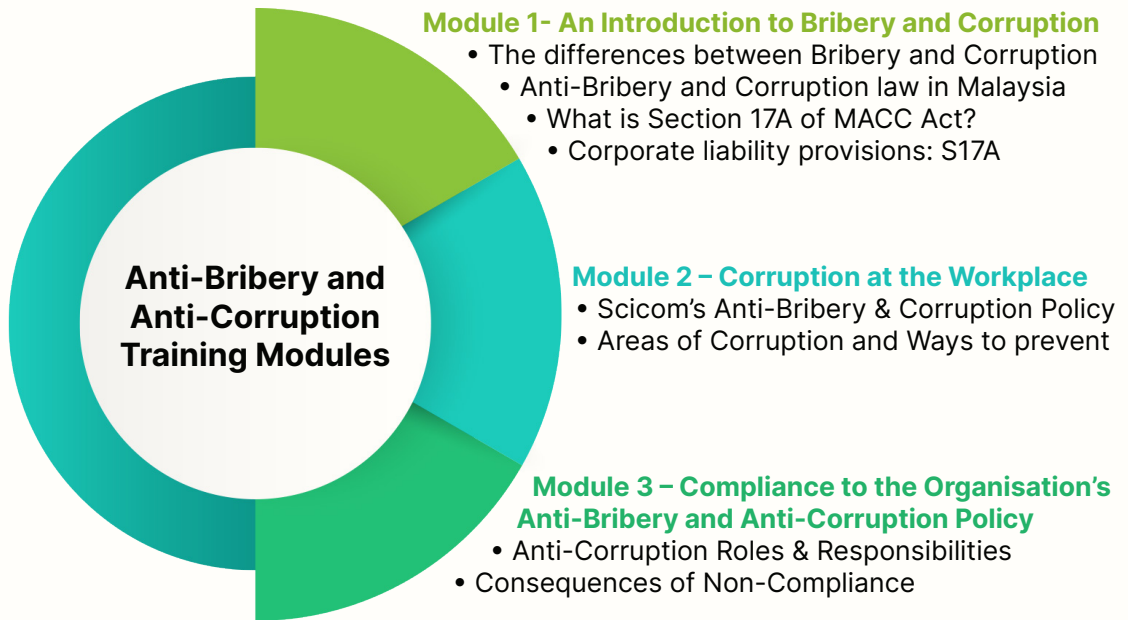 Module 1- An Introduction to Bribery and Corruption
• The differences between Bribery and Corruption
• Anti-Bribery and Corruption law in Malaysia
• What is Section 17A of MACC Act?
• Corporate liability provisions: S17A
Anti-Bribery and
Anti-Corruption
Training Modules
Module 2 – Corruption at the Workplace
• Scicom’s Anti-Bribery & Corruption Policy
• Areas of Corruption and Ways to prevent
Module 3 – Compliance to the Organisation’s
Anti-Bribery and Anti-Corruption Policy
• Anti-Corruption Roles & Responsibilities
• Consequences of Non-Compliance